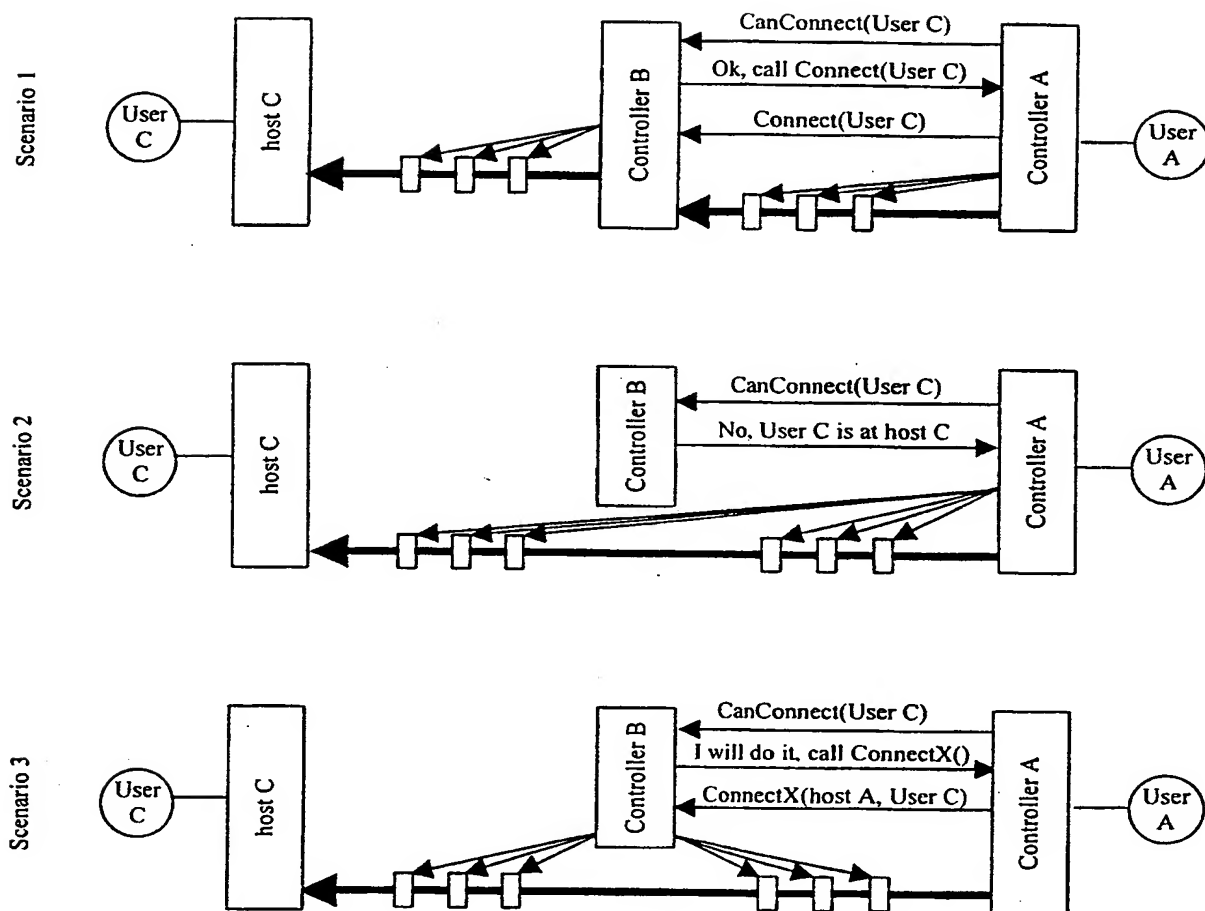 Scenario 1
User
C
host C
Controller B
CanConnect(User C)
Ok, call Connect(User C)
Connect(User C)
Controller A
User
A
Scenario 2
User
C
host C
Controller B
CanConnect(User C)
No, User C is at host C
Controller A
User
A
Scenario 3
User
C
host C
Controller B
CanConnect(User C)
I will do it, call ConnectX()
ConnectX(host A, User C)
Controller A
User
A